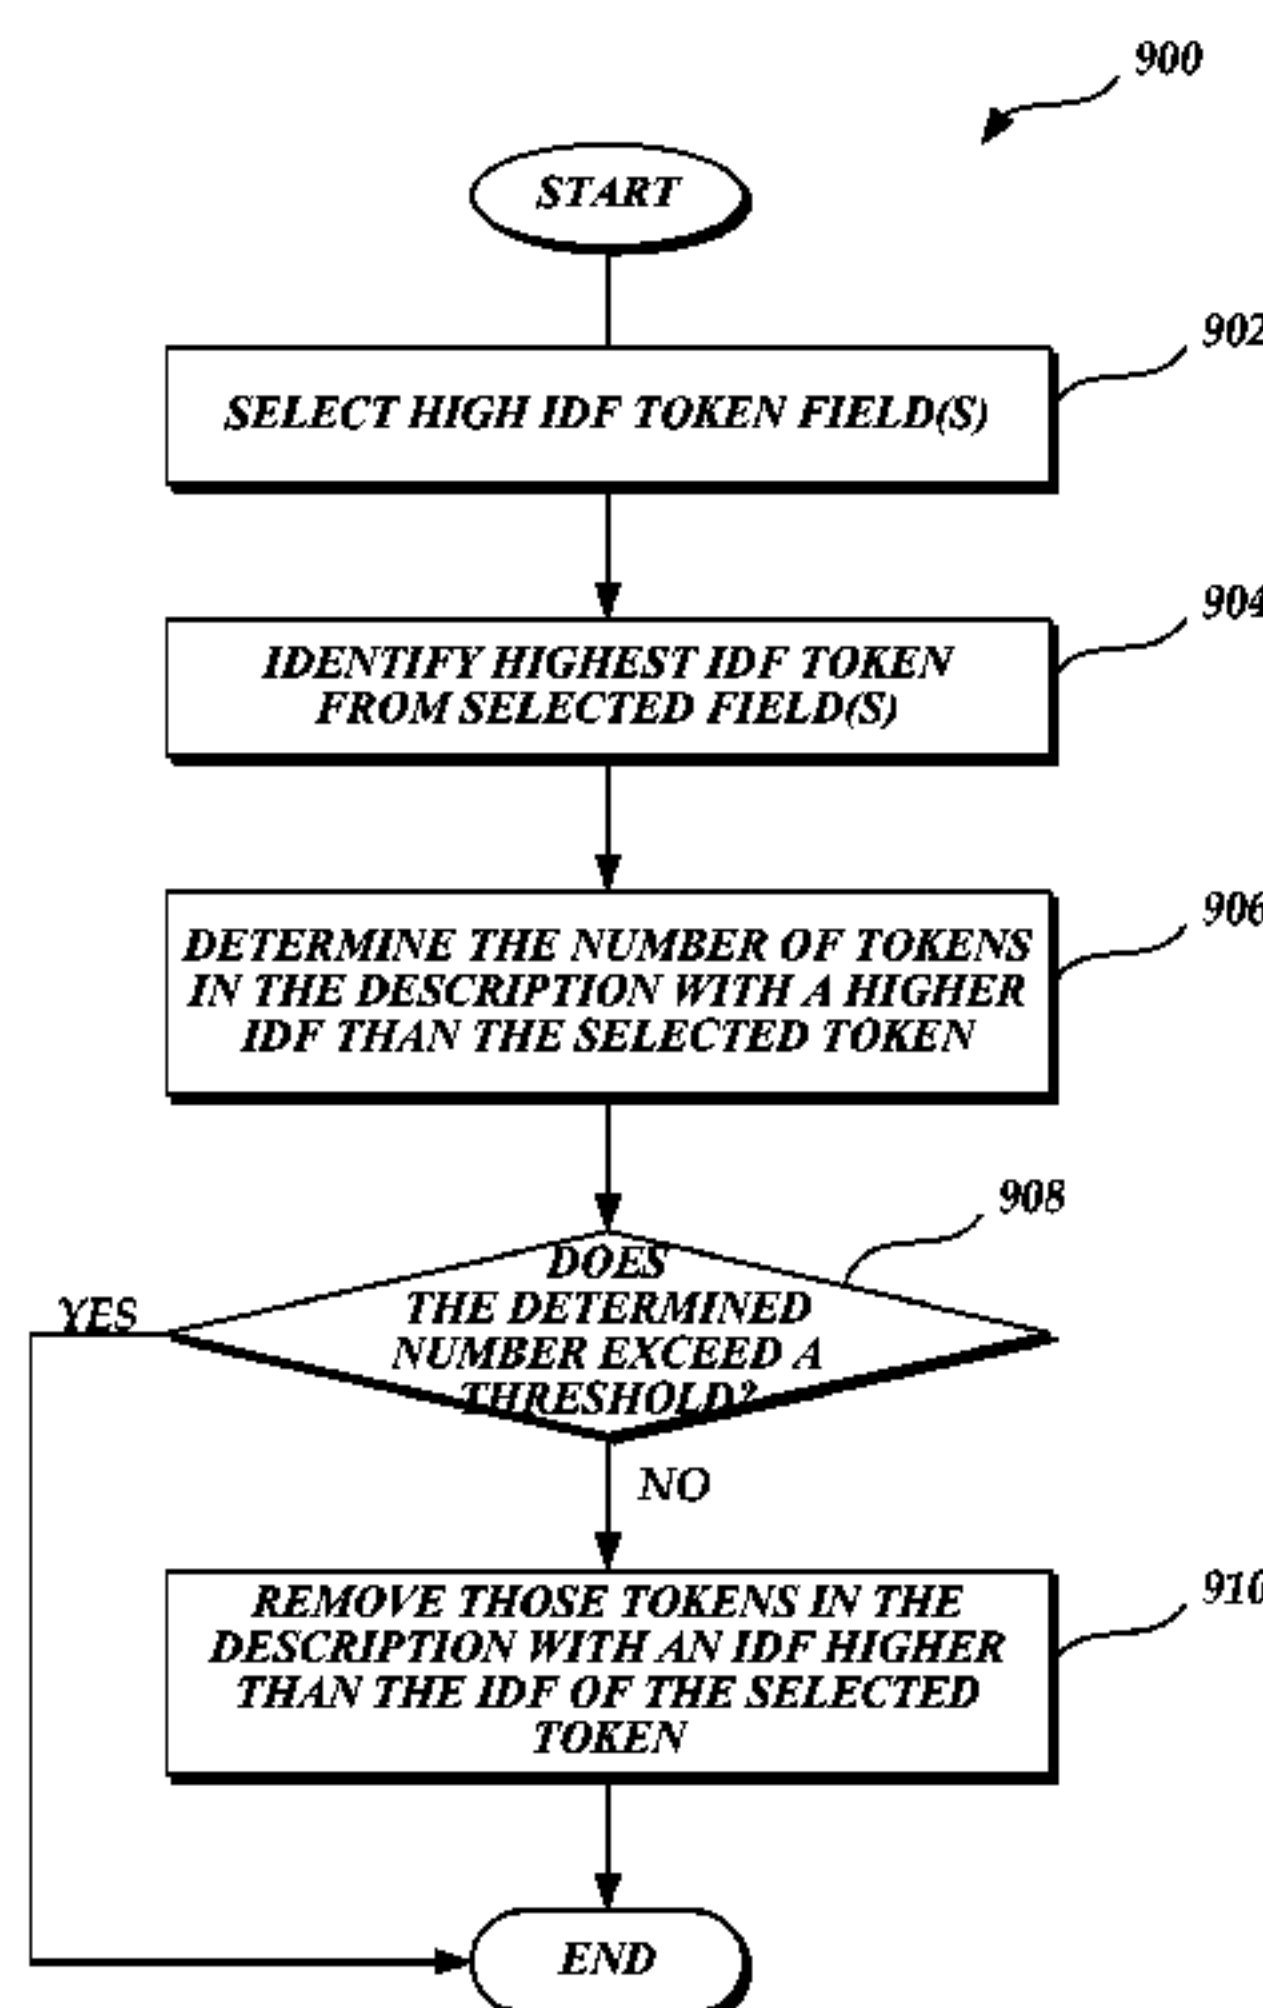 900
START
902
SELECT HIGH IDF TOKEN FIELD(S)
904
IDENTIFY HIGHEST IDF TOKEN
FROM SELECTED FIELD(S)
906
DETERMINE THE NUMBER OF TOKENS
IN THE DESCRIPTION WITH A HIGHER
IDF THAN THE SELECTED TOKEN
908
DOES
THE DETERMINED
NUMBER EXCEED A
THRESHOLD?
YES
NO
910
REMOVE THOSE TOKENS IN THE
DESCRIPTION WITH AN IDF HIGHER
THAN THE IDF OF THE SELECTED
TOKEN
END